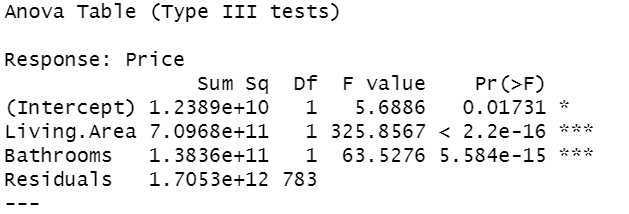 Anova Table (Type III tests)
Response: Price
Sum Sq Df F value Pr(>F)
(Intercept) 1.2389e+10 1 5.6886 0.01731 *
Living.Area 7.0968e+11 1 325.8567 < 2.2e-16 ***
Bathrooms 1.3836e+11 1 63.5276 5.584e-15 ***
Residuals 1.7053e+12 783
---